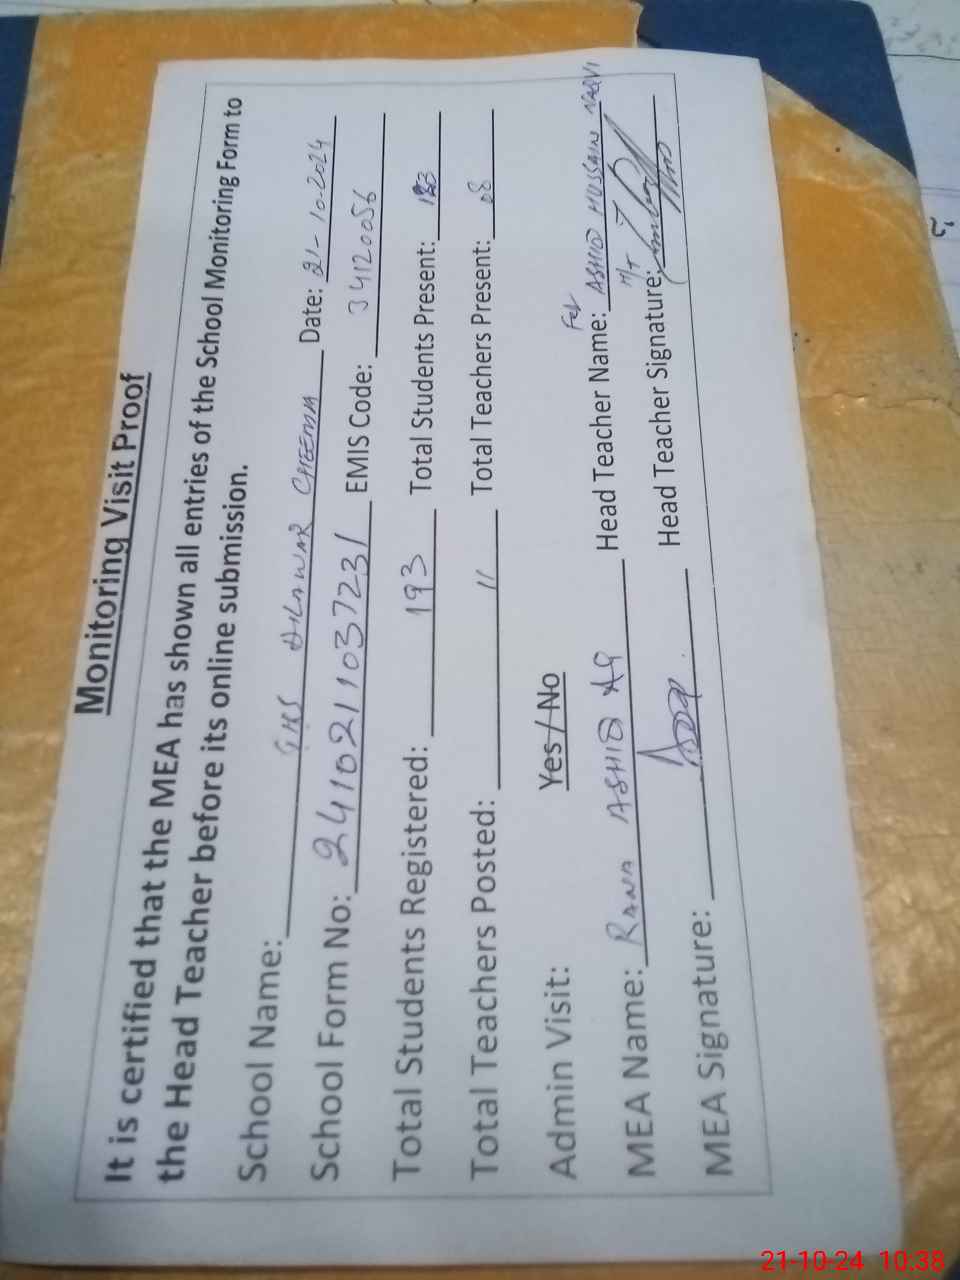 Monitoring Visit Proof
It is certified that the MEA has shown all entries of the School Monitoring Form to
the Head Teacher before its online submission.
School Name: GHS DILAWAR CHEEMA Date: 21-10-2024
School Form No: 241021103723 EMIS Code: 34120056
Total Students Registered: 193 Total Students Present:
Total Teachers Posted: 11 Total Teachers Present: 08
Admin Visit: Yes / No
For
MEA Name: RANA ASHIQ Head Teacher Name: ASHIQ HUSSAIN
MEA Signature: Head Teacher Signature:
21-10-24 10:38